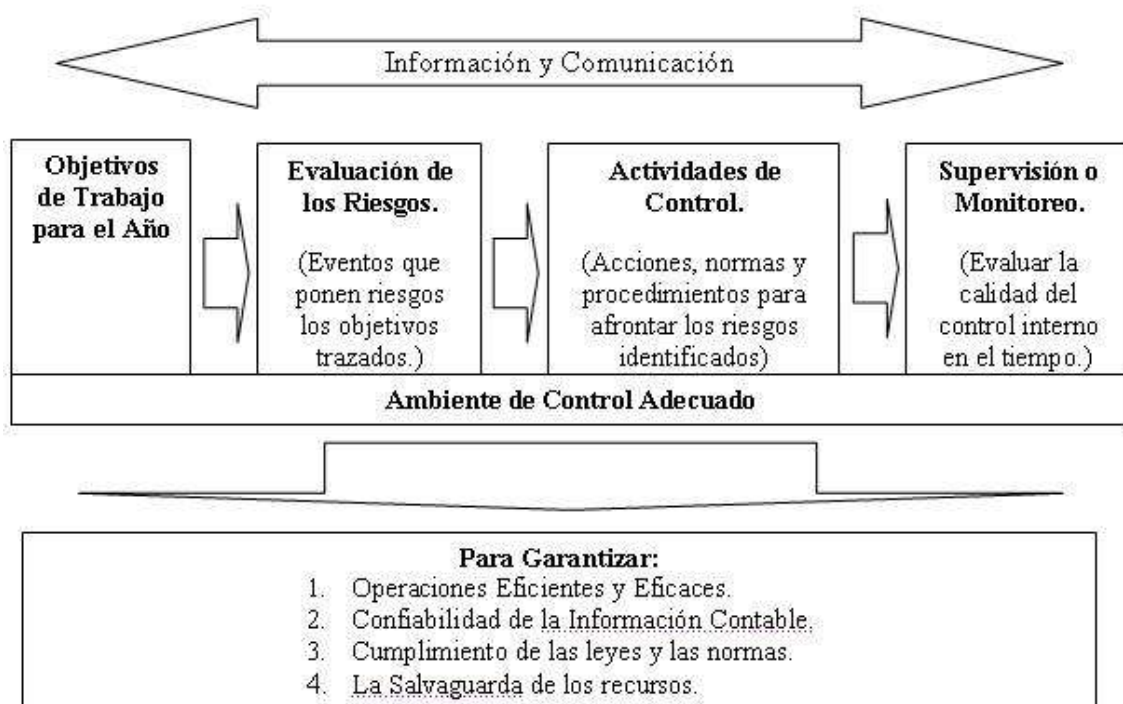 Información y Comunicación
Objetivos
de Trabajo
para el Año
Evaluación de
los Riesgos.
(Eventos que
ponen riesgos
los objetivos
trazados.)
Actividades de
Control.
(Acciones, normas y
procedimientos para
afrontar los riesgos
identificados)
Supervisión o
Monitoreo.
(Evaluar la
calidad del
control interno
en el tiempo.)
Ambiente de Control Adecuado
Para Garantizar:
1. Operaciones Eficientes y Eficaces.
2. Confiabilidad de la Información Contable.
3. Cumplimiento de las leyes y las normas.
4. La Salvaguarda de los recursos.